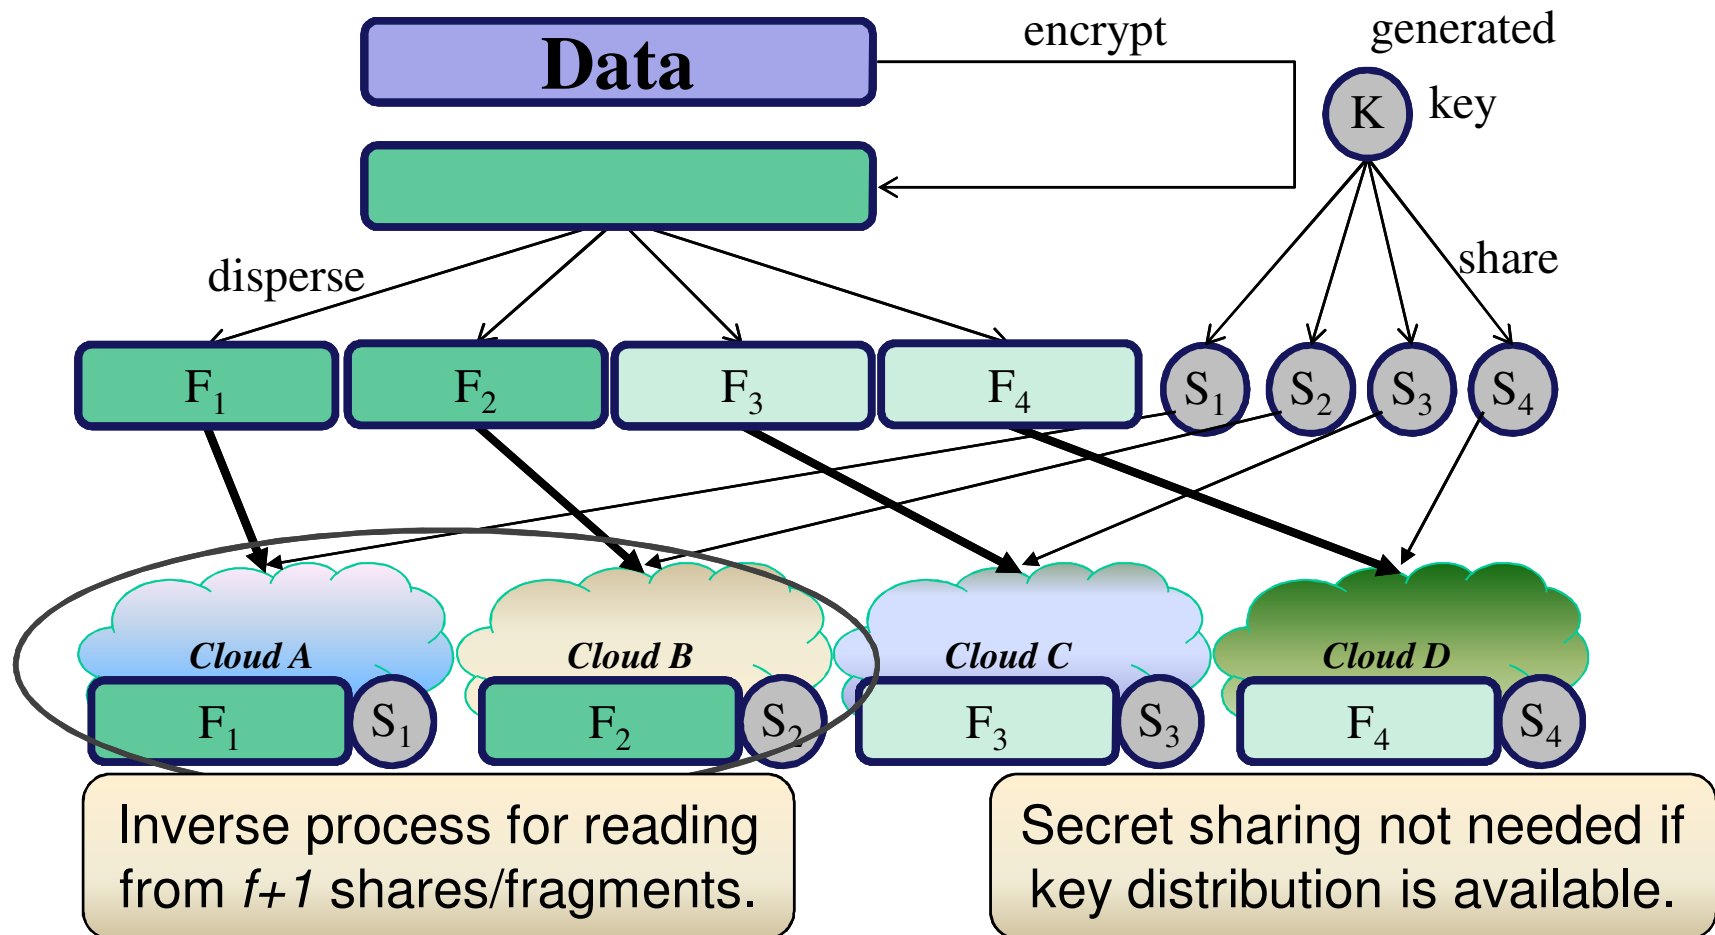 Data
encrypt
generated
K
key
disperse
share
F1
F2
F3
F4
S1
S2
S3
S4
Cloud A
Cloud B
Cloud C
Cloud D
F1
S1
F2
S2
F3
S3
F4
S4
Inverse process for reading
from f+1 shares/fragments.
Secret sharing not needed if
key distribution is available.